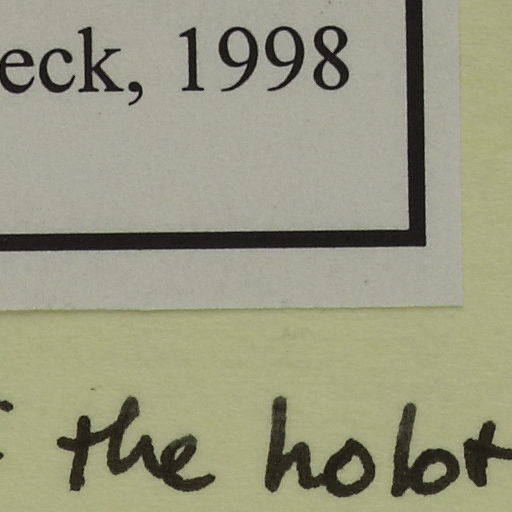 eck, 1998
the holot